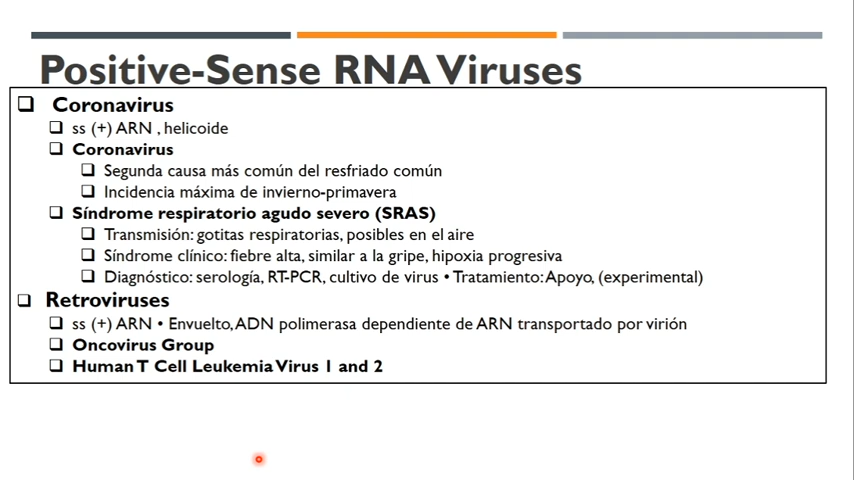 Positive-Sense RNA Viruses
Coronavirus
ss (+) ARN , helicoide
Coronavirus
Segunda causa más común del resfriado común
Incidencia máxima de invierno-primavera
Síndrome respiratorio agudo severo (SRAS)
Transmisión: gotitas respiratorias, posibles en el aire
Síndrome clínico: fiebre alta, similar a la gripe, hipoxia progresiva
Diagnóstico: serología, RT-PCR, cultivo de virus • Tratamiento: Apoyo, (experimental)
Retroviruses
ss (+) ARN • Envuelto, ADN polimerasa dependiente de ARN transportado por virión
Oncovirus Group
Human T Cell Leukemia Virus 1 and 2